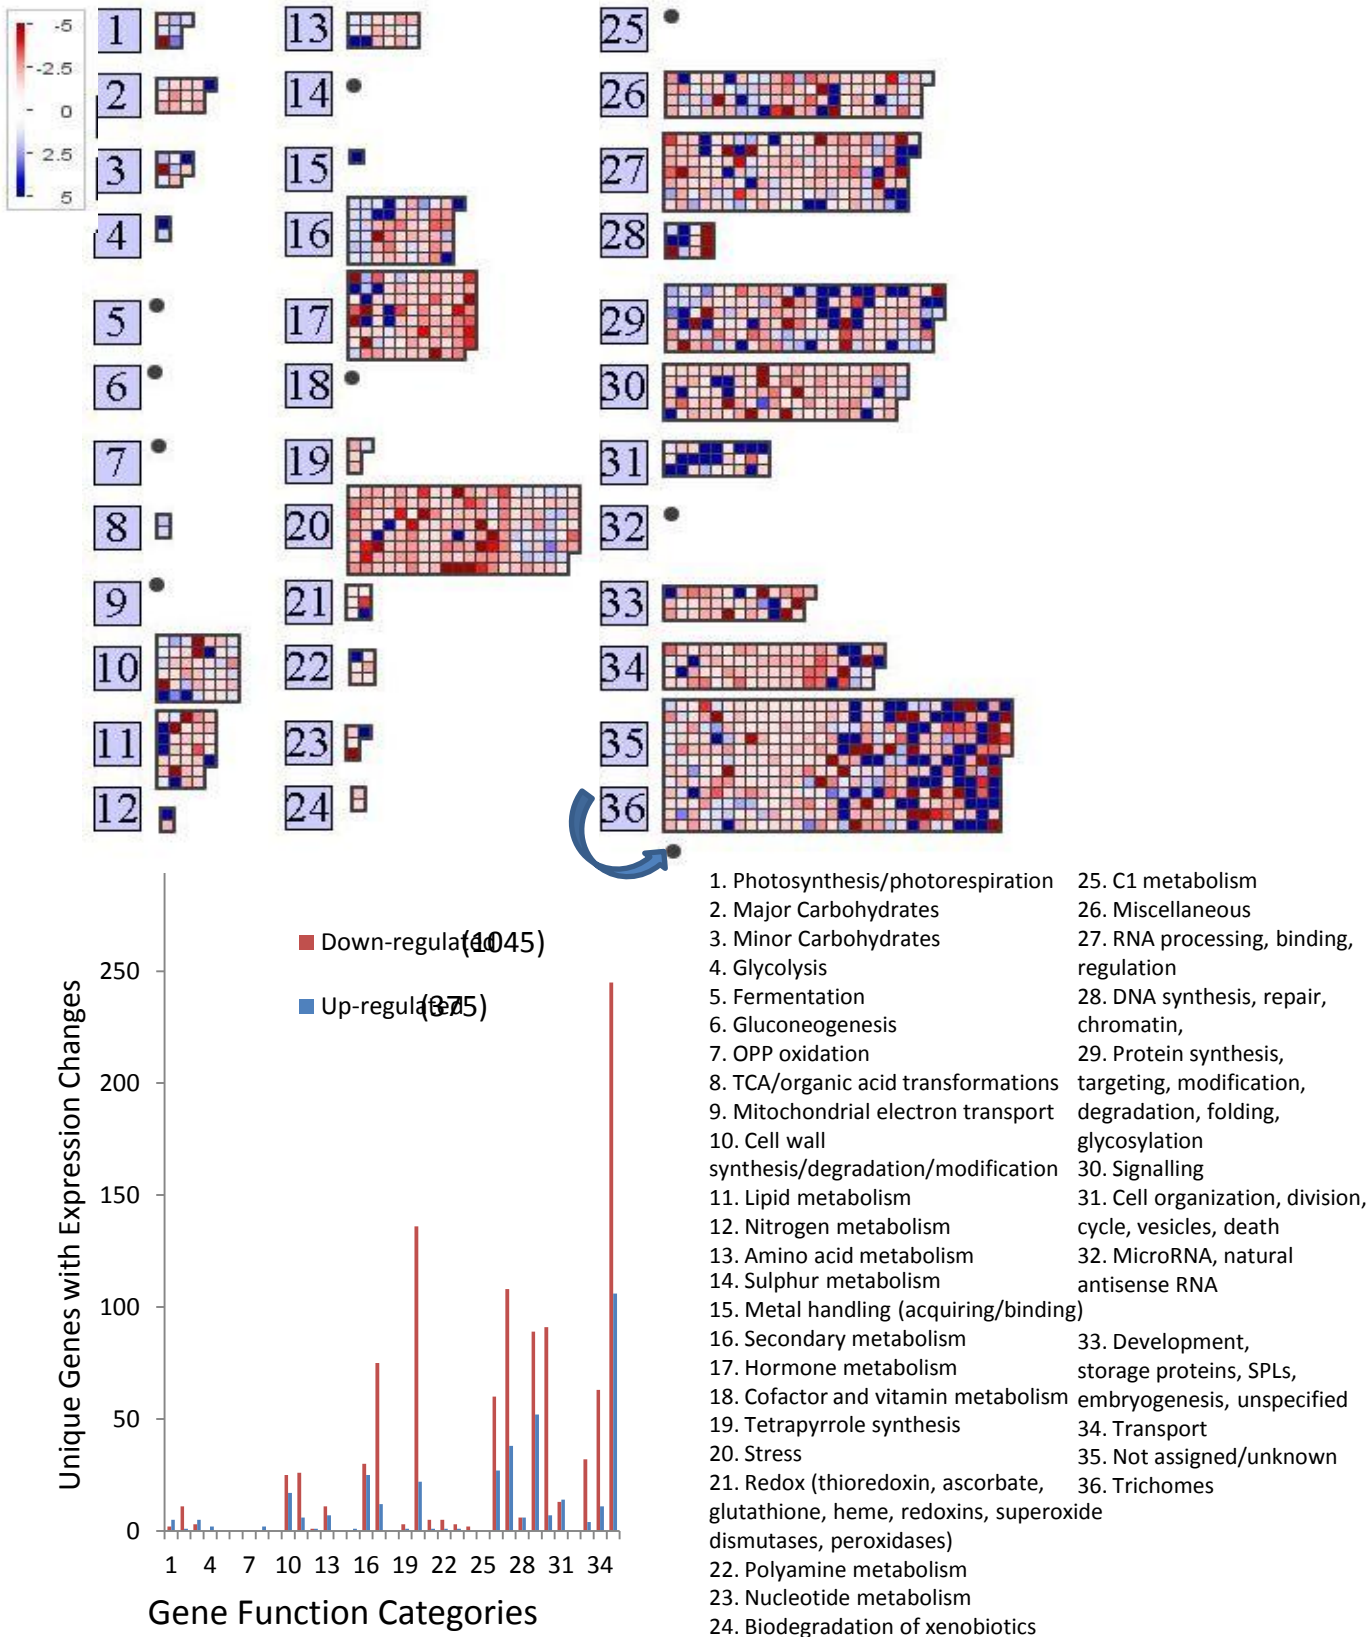 -5
-2.5
0
2.5
5
1
2
3
4
5
6
7
8
9
10
11
12
13
14
15
16
17
18
19
20
21
22
23
24
25
26
27
28
29
30
31
32
33
34
35
36
Down-regulated (1045)
Up-regulated (375)
Unique Genes with Expression Changes
250
200
150
100
50
0
1 4 7 10 13 16 19 22 25 28 31 34
Gene Function Categories
1. Photosynthesis/photorespiration
2. Major Carbohydrates
3. Minor Carbohydrates
4. Glycolysis
5. Fermentation
6. Gluconeogenesis
7. OPP oxidation
8. TCA/organic acid transformations
9. Mitochondrial electron transport
10. Cell wall
synthesis/degradation/modification
11. Lipid metabolism
12. Nitrogen metabolism
13. Amino acid metabolism
14. Sulphur metabolism
15. Metal handling (acquiring/binding)
16. Secondary metabolism
17. Hormone metabolism
18. Cofactor and vitamin metabolism
19. Tetrapyrrole synthesis
20. Stress
21. Redox (thioredoxin, ascorbate,
glutathione, heme, redoxins, superoxide
dismutases, peroxidases)
22. Polyamine metabolism
23. Nucleotide metabolism
24. Biodegradation of xenobiotics
25. C1 metabolism
26. Miscellaneous
27. RNA processing, binding,
regulation
28. DNA synthesis, repair,
chromatin,
29. Protein synthesis,
targeting, modification,
degradation, folding,
glycosylation
30. Signalling
31. Cell organization, division,
cycle, vesicles, death
32. MicroRNA, natural
antisense RNA
33. Development,
storage proteins, SPLs,
embryogenesis, unspecified
34. Transport
35. Not assigned/unknown
36. Trichomes